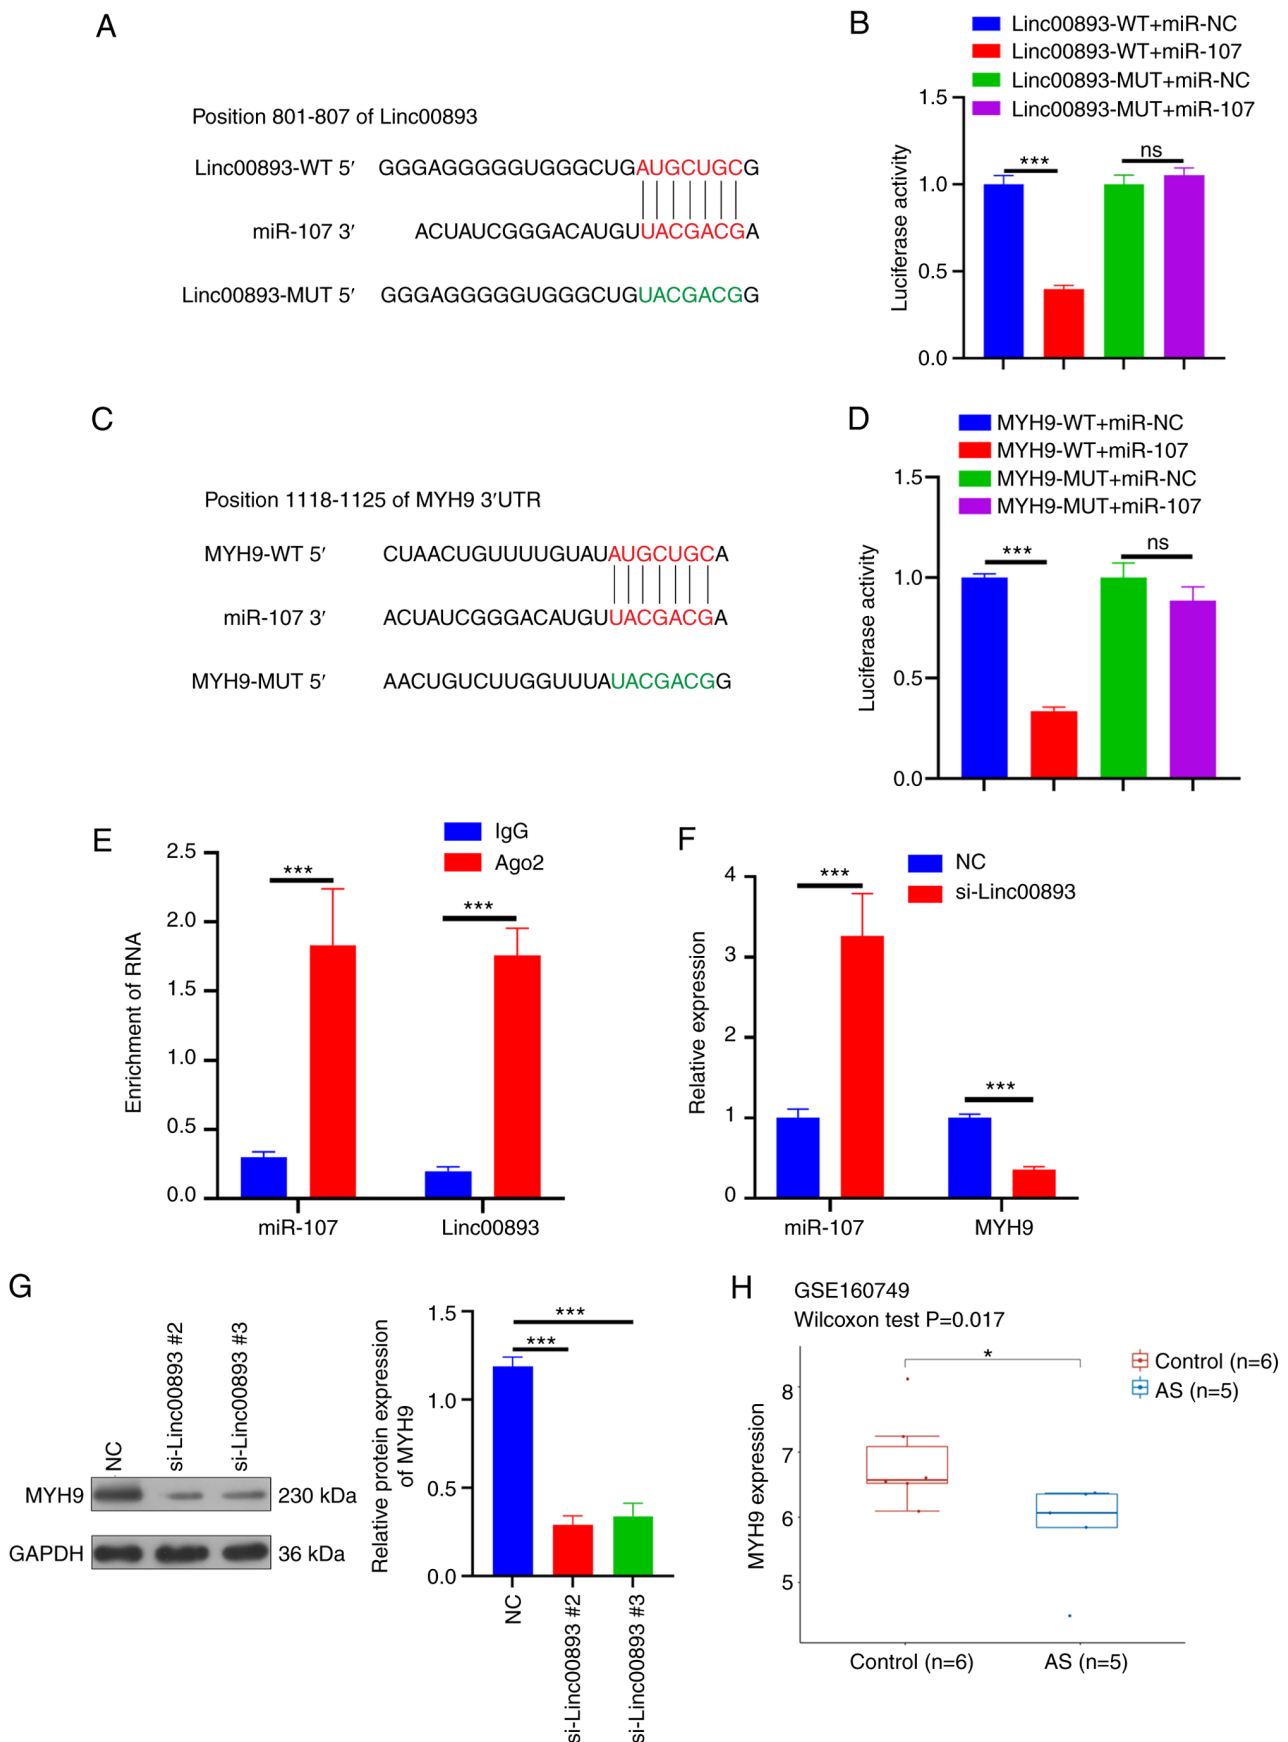 A
Position 801-807 of Linc00893
Linc00893-WT 5′ GGGAGGGGGUGGGCUGAUGCUGCG
miR-107 3′ ACUAUCGGGACAUGUUACGACGA
Linc00893-MUT 5′ GGGAGGGGGUGGGCUGUACGACGG
B
Linc00893-WT+miR-NC
Linc00893-WT+miR-107
Linc00893-MUT+miR-NC
Linc00893-MUT+miR-107
Luciferase activity
1.5
1.0
0.5
0.0
***
ns
C
Position 1118-1125 of MYH9 3′UTR
MYH9-WT 5′ CUAACUGUUUUGUAUAUGCUGCA
miR-107 3′ ACUAUCGGGACAUGUUACGACGA
MYH9-MUT 5′ AACUGUCUUGGUUUAUACGACGG
D
MYH9-WT+miR-NC
MYH9-WT+miR-107
MYH9-MUT+miR-NC
MYH9-MUT+miR-107
Luciferase activity
1.5
1.0
0.5
0.0
***
ns
E
IgG
Ago2
Enrichment of RNA
2.5
2.0
1.5
1.0
0.5
0.0
***
***
miR-107
Linc00893
F
NC
si-Linc00893
Relative expression
4
3
2
1
0
***
***
miR-107
MYH9
G
NC
si-Linc00893 #2
si-Linc00893 #3
MYH9
230 kDa
GAPDH
36 kDa
Relative protein expression
of MYH9
1.5
1.0
0.5
0.0
***
***
NC
si-Linc00893 #2
si-Linc00893 #3
H
GSE160749
Wilcoxon test P=0.017
Control (n=6)
AS (n=5)
MYH9 expression
8
7
6
5
*
Control (n=6)
AS (n=5)